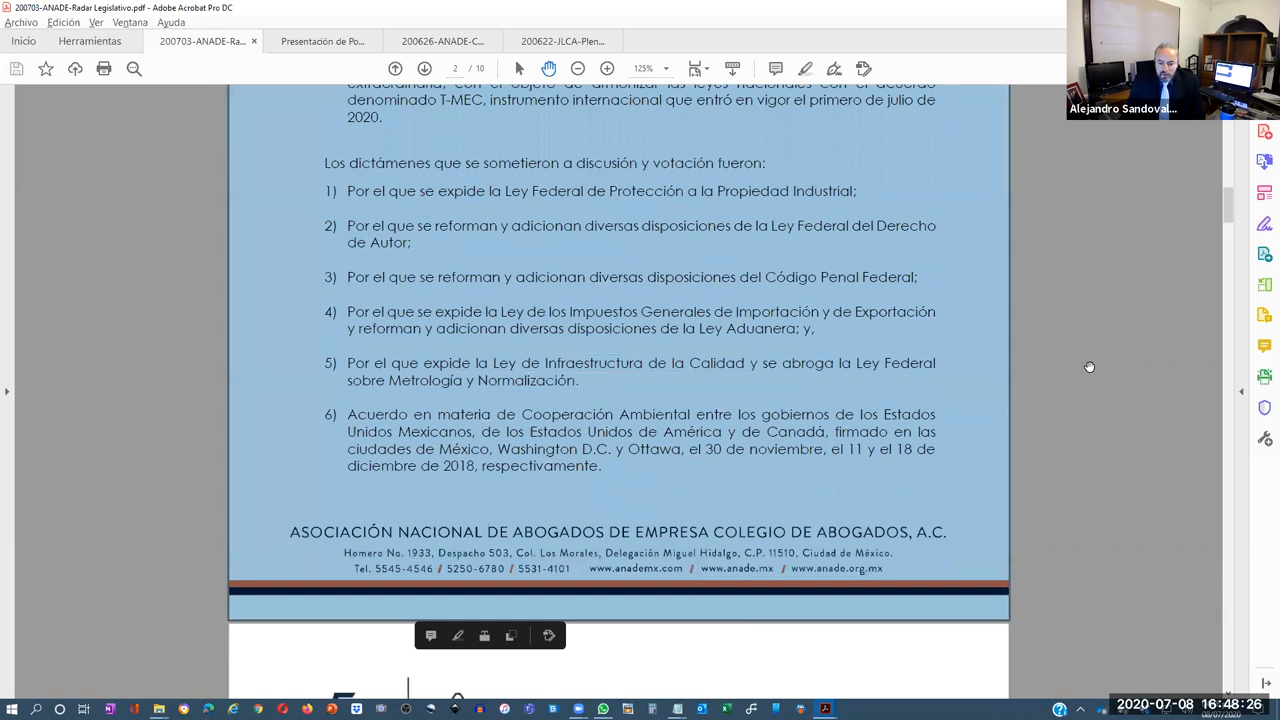 200703-ANADE-Radar Legislativo.pdf - Adobe Acrobat Pro DC
Archivo Edición Ver Ventana Ayuda
Inicio Herramientas 200703-ANADE-Ra... × Presentación de Po... 200626-ANADE-C... 200622-JLCA-Plen...
2 / 10 125%
Alejandro Sandoval...
extraordinaria, con el objeto de armonizar las leyes nacionales con el acuerdo
denominado T-MEC, instrumento internacional que entró en vigor el primero de julio de
2020.
Los dictámenes que se sometieron a discusión y votación fueron:
1) Por el que se expide la Ley Federal de Protección a la Propiedad Industrial;
2) Por el que se reforman y adicionan diversas disposiciones de la Ley Federal del Derecho
de Autor;
3) Por el que se reforman y adicionan diversas disposiciones del Código Penal Federal;
4) Por el que se expide la Ley de los Impuestos Generales de Importación y de Exportación
y reforman y adicionan diversas disposiciones de la Ley Aduanera; y,
5) Por el que expide la Ley de Infraestructura de la Calidad y se abroga la Ley Federal
sobre Metrología y Normalización.
6) Acuerdo en materia de Cooperación Ambiental entre los gobiernos de los Estados
Unidos Mexicanos, de los Estados Unidos de América y de Canadá, firmado en las
ciudades de México, Washington D.C. y Ottawa, el 30 de noviembre, el 11 y el 18 de
diciembre de 2018, respectivamente.
ASOCIACIÓN NACIONAL DE ABOGADOS DE EMPRESA COLEGIO DE ABOGADOS, A.C.
Homero No. 1933, Despacho 503, Col. Los Morales, Delegación Miguel Hidalgo, C.P. 11510, Ciudad de México.
Tel. 5545-4546 / 5250-6780 / 5531-4101 www.anademx.com / www.anade.mx / www.anade.org.mx
2020-07-08 16:48:26